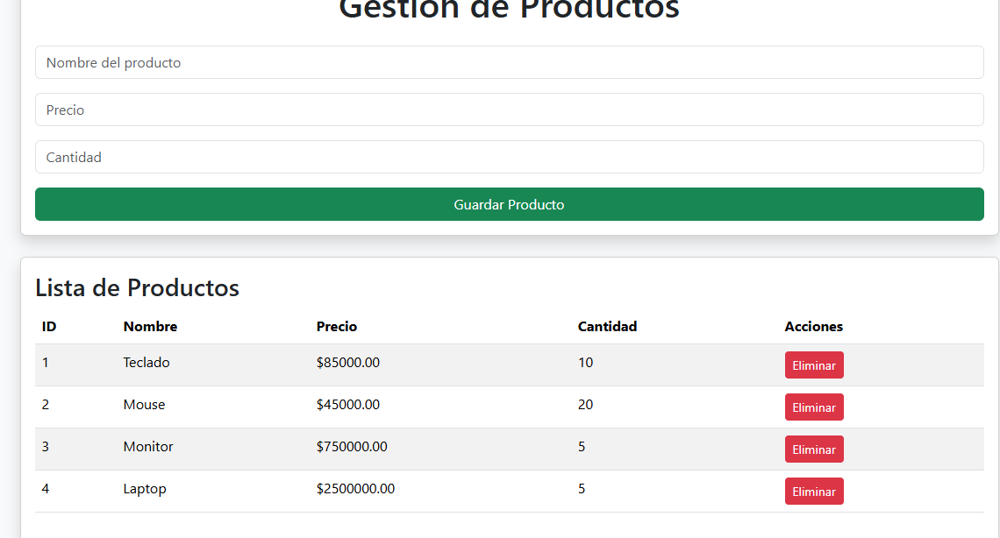 Gestión de Productos
Nombre del producto
Precio
Cantidad
Guardar Producto
Lista de Productos
ID Nombre Precio Cantidad Acciones
1 Teclado $85000.00 10 Eliminar
2 Mouse $45000.00 20 Eliminar
3 Monitor $750000.00 5 Eliminar
4 Laptop $2500000.00 5 Eliminar